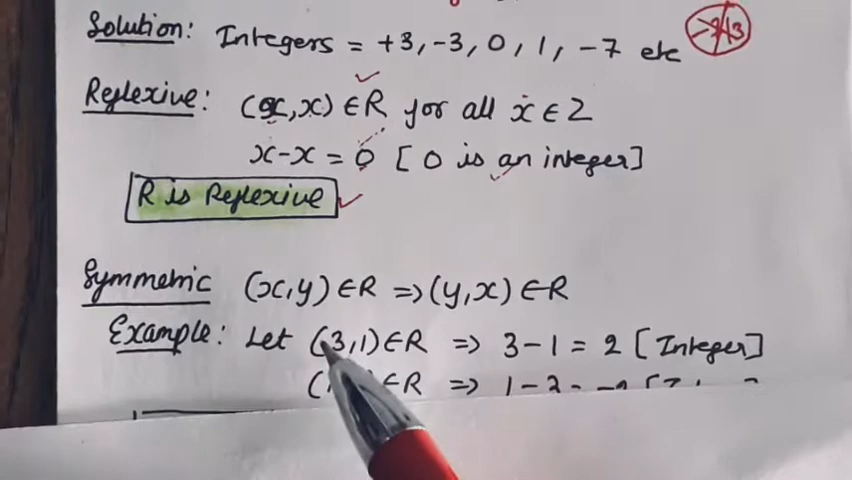 Solution: Integers = +3, -3, 0, 1, -7 etc
Reflexive: (x,x) ∈ R for all x ∈ Z
x-x = 0 [0 is an integer]
R is Reflexive
Symmetric (x,y) ∈ R => (y,x) ∈ R
Example: Let (3,1) ∈ R => 3-1 = 2 [Integer]
∈ R => 1-